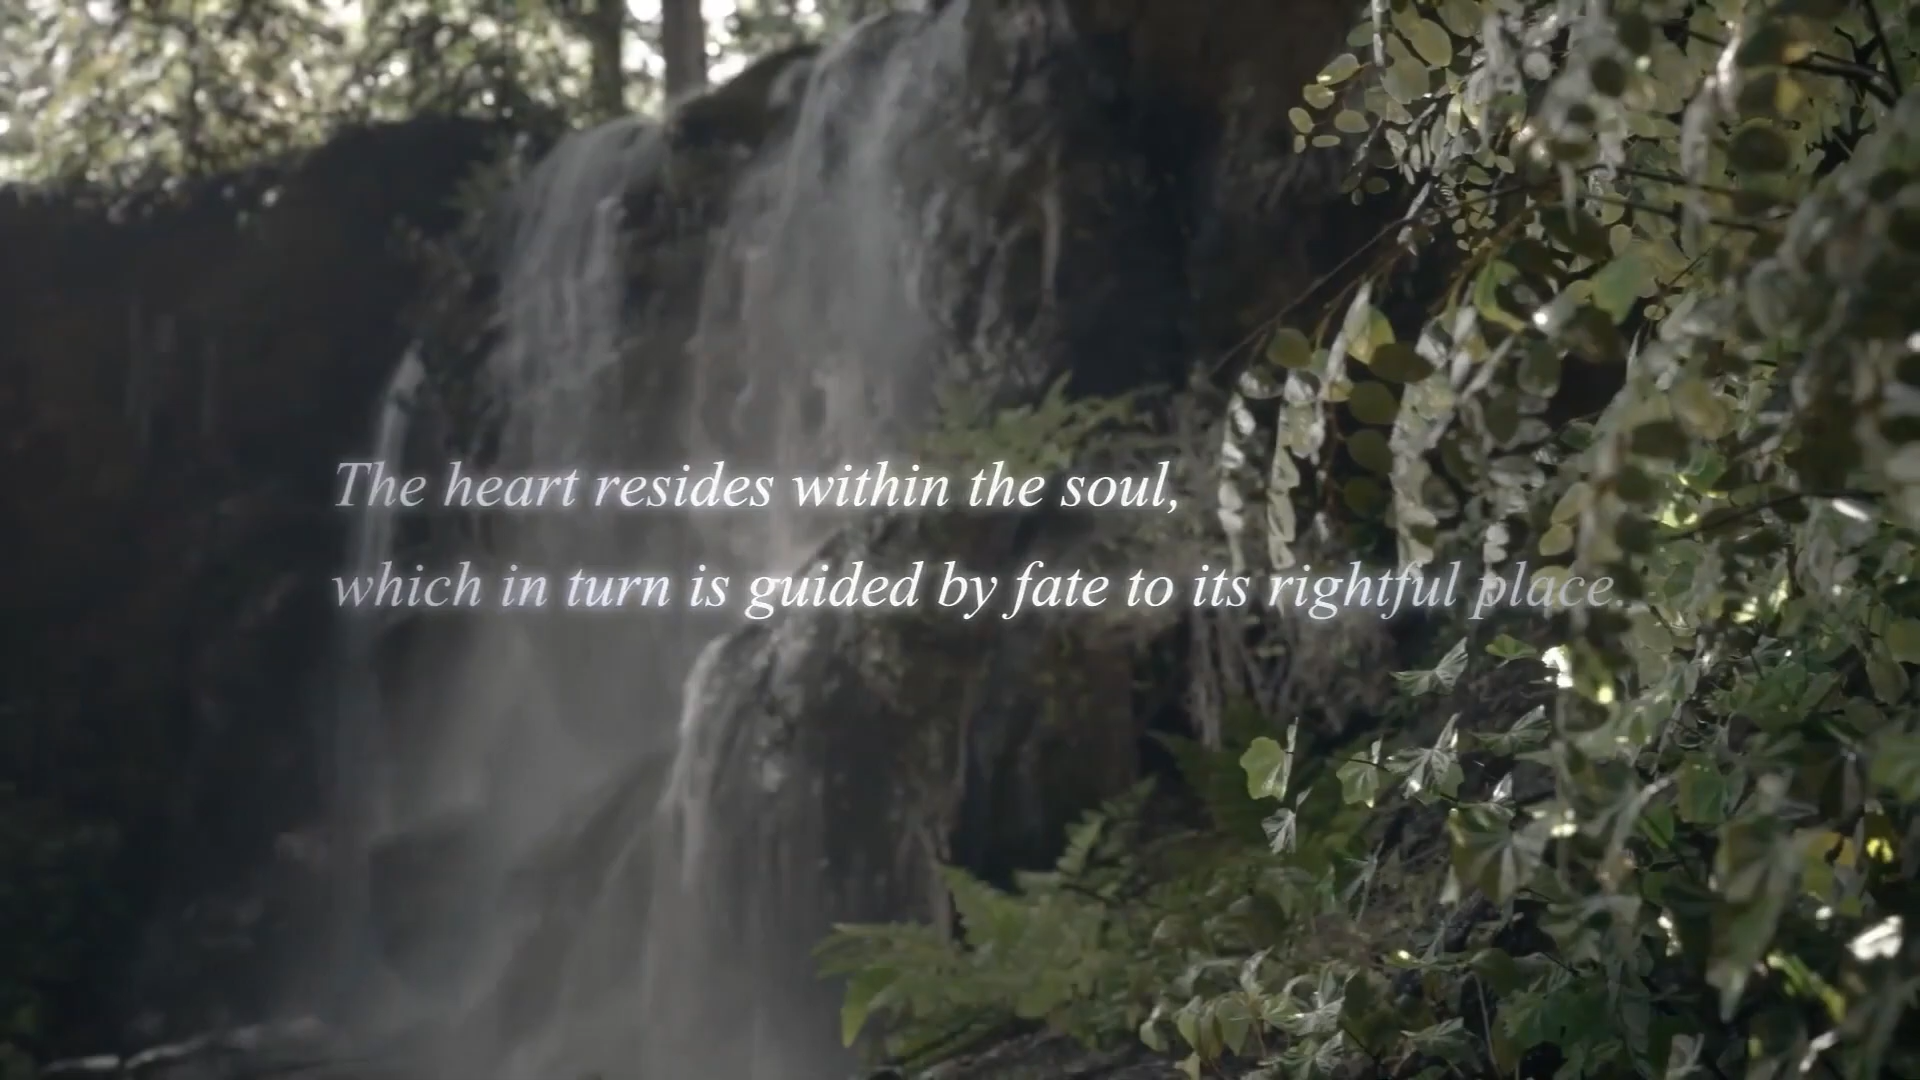 The heart resides within the soul,
which in turn is guided by fate to its rightful place.